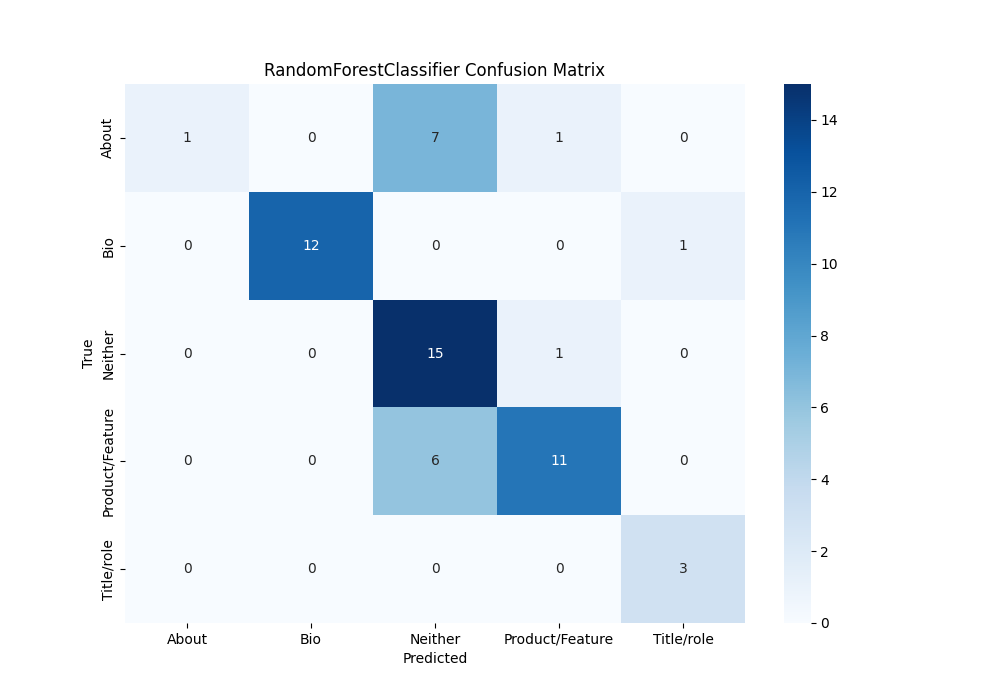 RandomForestClassifier Confusion Matrix
True
About 1 0 7 1 0
Bio 0 12 0 0 1
Neither 0 0 15 1 0
Product/Feature 0 0 6 11 0
Title/role 0 0 0 0 3
About Bio Neither Product/Feature Title/role
Predicted
14
12
10
8
6
4
2
0